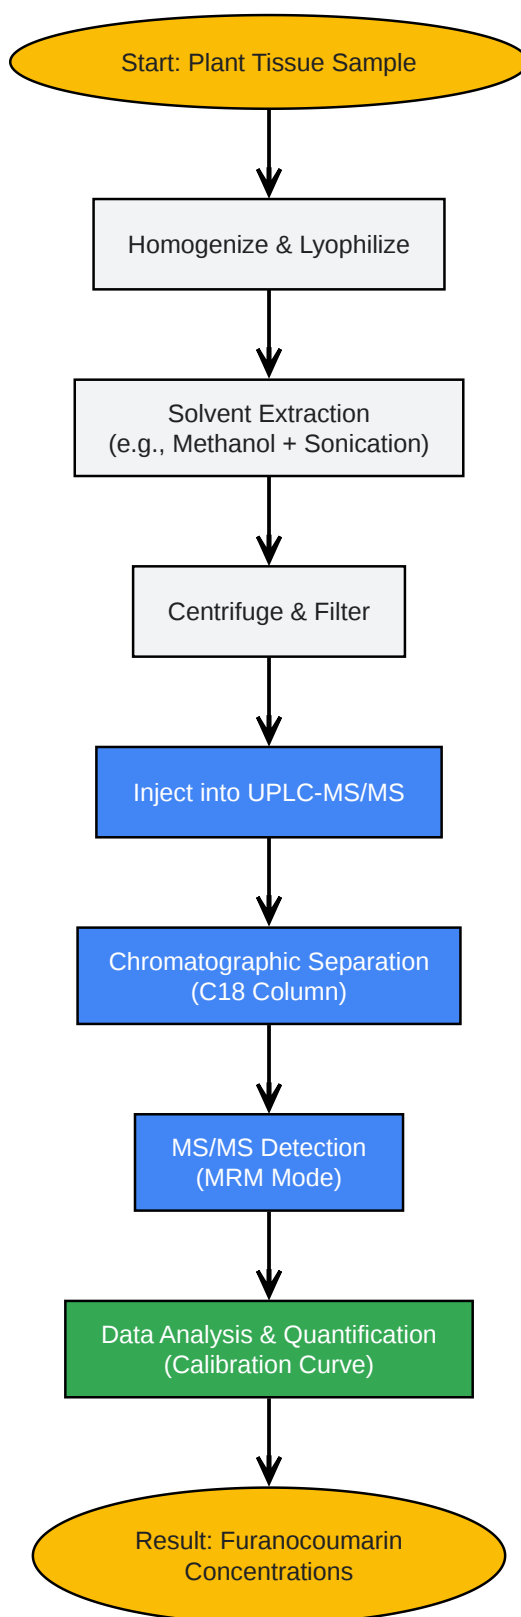 Start: Plant Tissue Sample
Homogenize & Lyophilize
Solvent Extraction
(e.g., Methanol + Sonication)
Centrifuge & Filter
Inject into UPLC-MS/MS
Chromatographic Separation
(C18 Column)
MS/MS Detection
(MRM Mode)
Data Analysis & Quantification
(Calibration Curve)
Result: Furanocoumarin
Concentrations